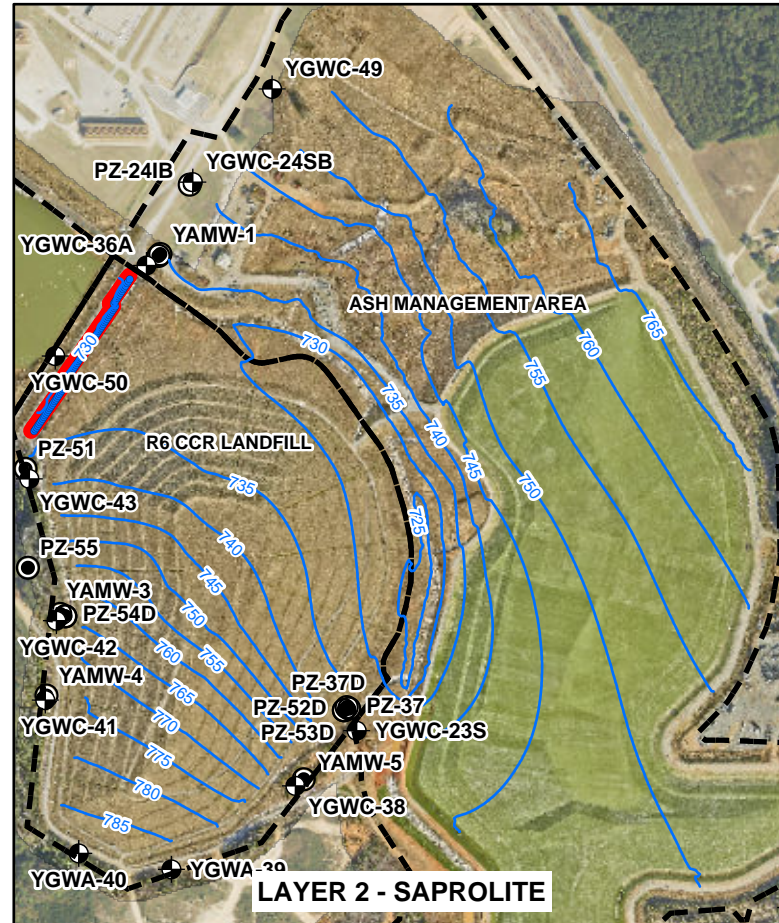 YGWC-49
PZ-24IB
YGWC-24SB
YGWC-36A
YAMW-1
ASH MANAGEMENT AREA
765
730
730
760
755
YGWC-50
735
740
R6 CCR LANDFILL
PZ-51
745
735
750
YGWC-43
725
740
PZ-55
745
YAMW-3
750
PZ-54D
755
YGWC-42
760
YAMW-4
765
PZ-37D
PZ-52D
PZ-37
YGWC-41
770
PZ-53D
YGWC-23S
775
YAMW-5
780
YGWC-38
785
YGWA-40
YGWA-39
LAYER 2 - SAPROLITE